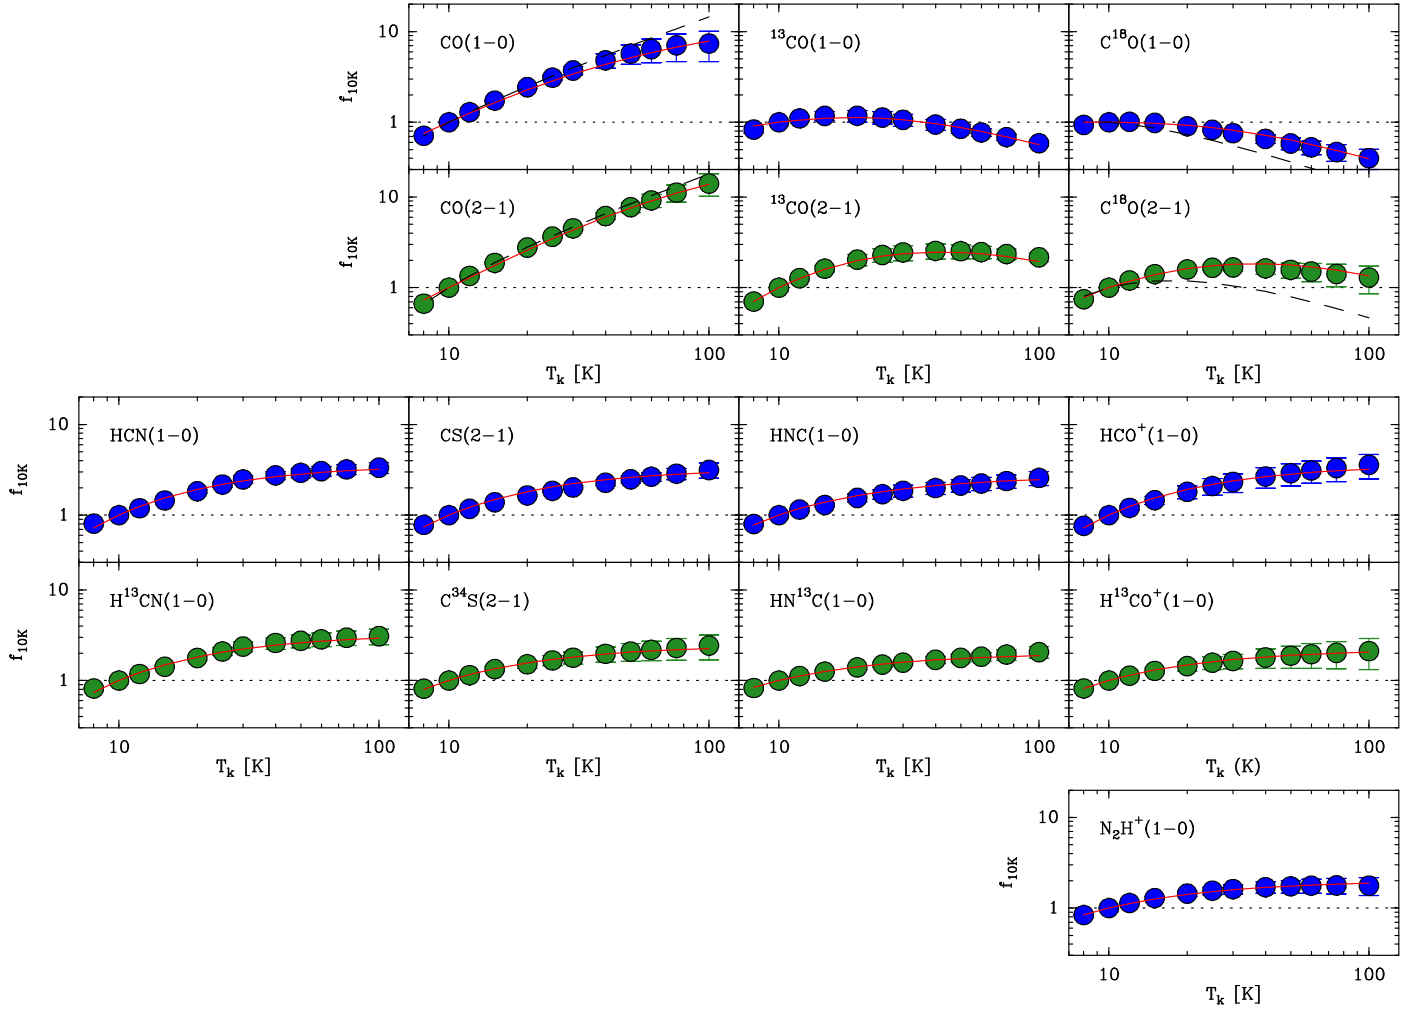 CO(1−0) ¹³CO(1−0) C¹⁸O(1−0)
10
1
f₁₀ₖ
CO(2−1) ¹³CO(2−1) C¹⁸O(2−1)
10
1
f₁₀ₖ
10 100 10 100 10 100
Tₖ [K] Tₖ [K] Tₖ [K]
HCN(1−0) CS(2−1) HNC(1−0) HCO⁺(1−0)
10
1
f₁₀ₖ
H¹³CN(1−0) C³⁴S(2−1) HN¹³C(1−0) H¹³CO⁺(1−0)
10
1
f₁₀ₖ
10 100 10 100 10 100 10 100
Tₖ [K] Tₖ [K] Tₖ [K] Tₖ (K)
N₂H⁺(1−0)
10
1
f₁₀ₖ
10 100
Tₖ [K]